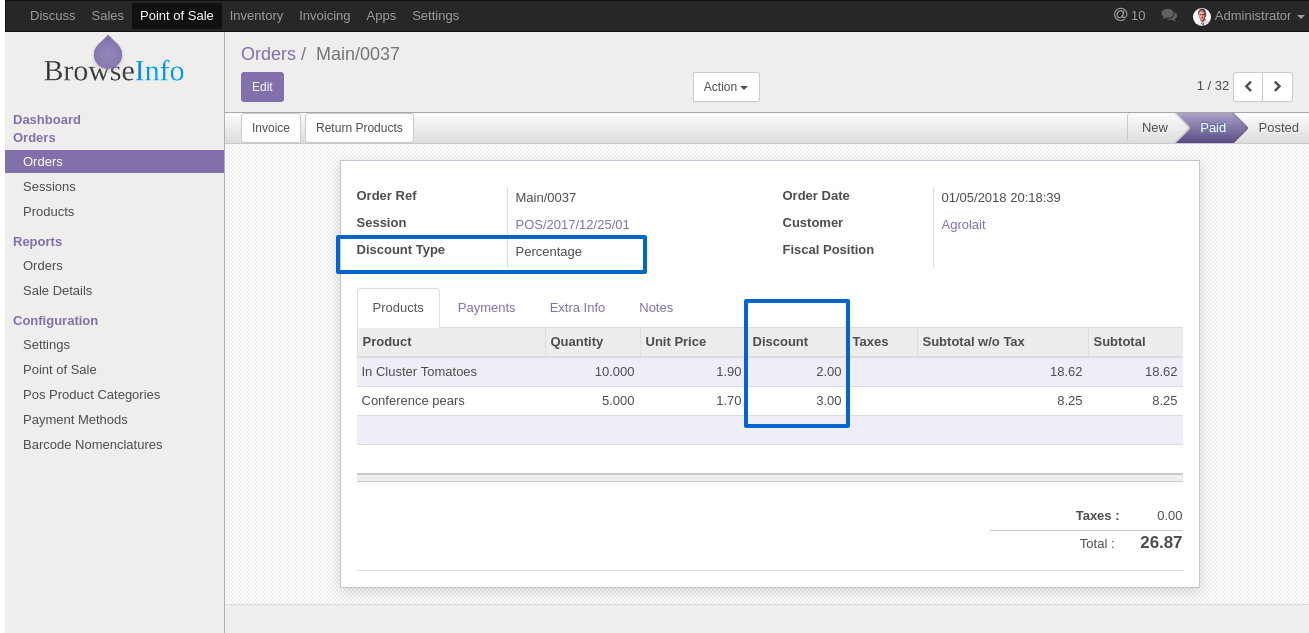 Discuss Sales Point of Sale Inventory Invoicing Apps Settings @ 10 Administrator
BrowseInfo
Orders / Main/0037
Edit Action 1 / 32
Invoice Return Products New Paid Posted
Dashboard
Orders
Orders
Sessions
Products
Reports
Orders
Sale Details
Configuration
Settings
Point of Sale
Pos Product Categories
Payment Methods
Barcode Nomenclatures
Order Ref Main/0037 Order Date 01/05/2018 20:18:39
Session POS/2017/12/25/01 Customer Agrolait
Discount Type Percentage Fiscal Position
Products Payments Extra Info Notes
Product Quantity Unit Price Discount Taxes Subtotal w/o Tax Subtotal
In Cluster Tomatoes 10.000 1.90 2.00 18.62 18.62
Conference pears 5.000 1.70 3.00 8.25 8.25
Taxes : 0.00
Total : 26.87